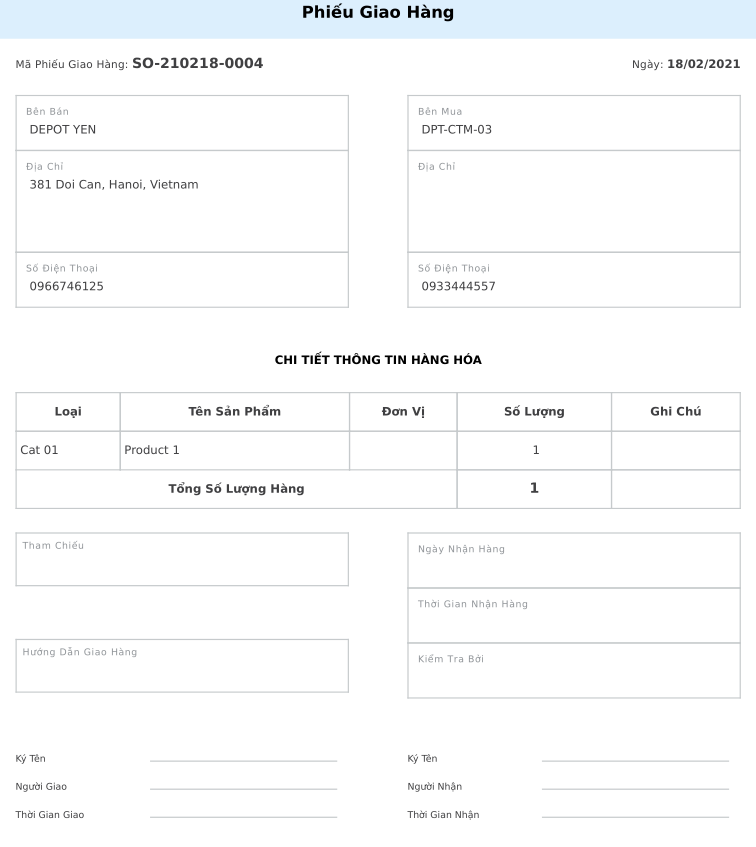 Phiếu Giao Hàng
Mã Phiếu Giao Hàng: SO-210218-0004
Ngày: 18/02/2021
Bên Bán
DEPOT YEN
Địa Chỉ
381 Doi Can, Hanoi, Vietnam
Số Điện Thoại
0966746125
Bên Mua
DPT-CTM-03
Địa Chỉ
Số Điện Thoại
0933444557
CHI TIẾT THÔNG TIN HÀNG HÓA
Loại Tên Sản Phẩm Đơn Vị Số Lượng Ghi Chú
Cat 01 Product 1 1
Tổng Số Lượng Hàng 1
Tham Chiếu
Hướng Dẫn Giao Hàng
Ngày Nhận Hàng
Thời Gian Nhận Hàng
Kiểm Tra Bởi
Ký Tên
Người Giao
Thời Gian Giao
Ký Tên
Người Nhận
Thời Gian Nhận